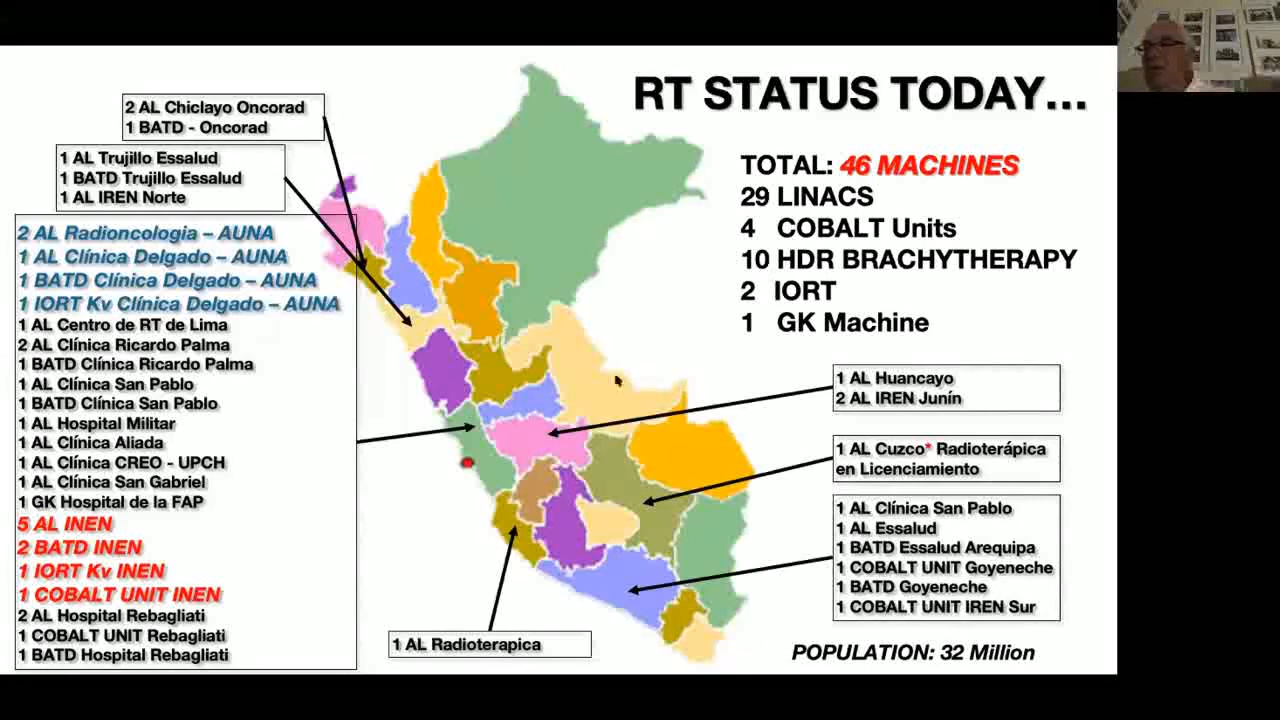 RT STATUS TODAY...
TOTAL: 46 MACHINES
29 LINACS
4 COBALT Units
10 HDR BRACHYTHERAPY
2 IORT
1 GK Machine
2 AL Chiclayo Oncorad
1 BATD - Oncorad
1 AL Trujillo Essalud
1 BATD Trujillo Essalud
1 AL IREN Norte
2 AL Radioncologia – AUNA
1 AL Clínica Delgado – AUNA
1 BATD Clínica Delgado – AUNA
1 IORT Kv Clínica Delgado – AUNA
1 AL Centro de RT de Lima
2 AL Clínica Ricardo Palma
1 BATD Clínica Ricardo Palma
1 AL Clínica San Pablo
1 BATD Clínica San Pablo
1 AL Hospital Militar
1 AL Clínica Aliada
1 AL Clínica CREO - UPCH
1 AL Clínica San Gabriel
1 GK Hospital de la FAP
5 AL INEN
2 BATD INEN
1 IORT Kv INEN
1 COBALT UNIT INEN
2 AL Hospital Rebagliati
1 COBALT UNIT Rebagliati
1 BATD Hospital Rebagliati
1 AL Radioterapica
1 AL Huancayo
2 AL IREN Junín
1 AL Cuzco* Radioterápica
en Licenciamiento
1 AL Clínica San Pablo
1 AL Essalud
1 BATD Essalud Arequipa
1 COBALT UNIT Goyeneche
1 BATD Goyeneche
1 COBALT UNIT IREN Sur
POPULATION: 32 Million